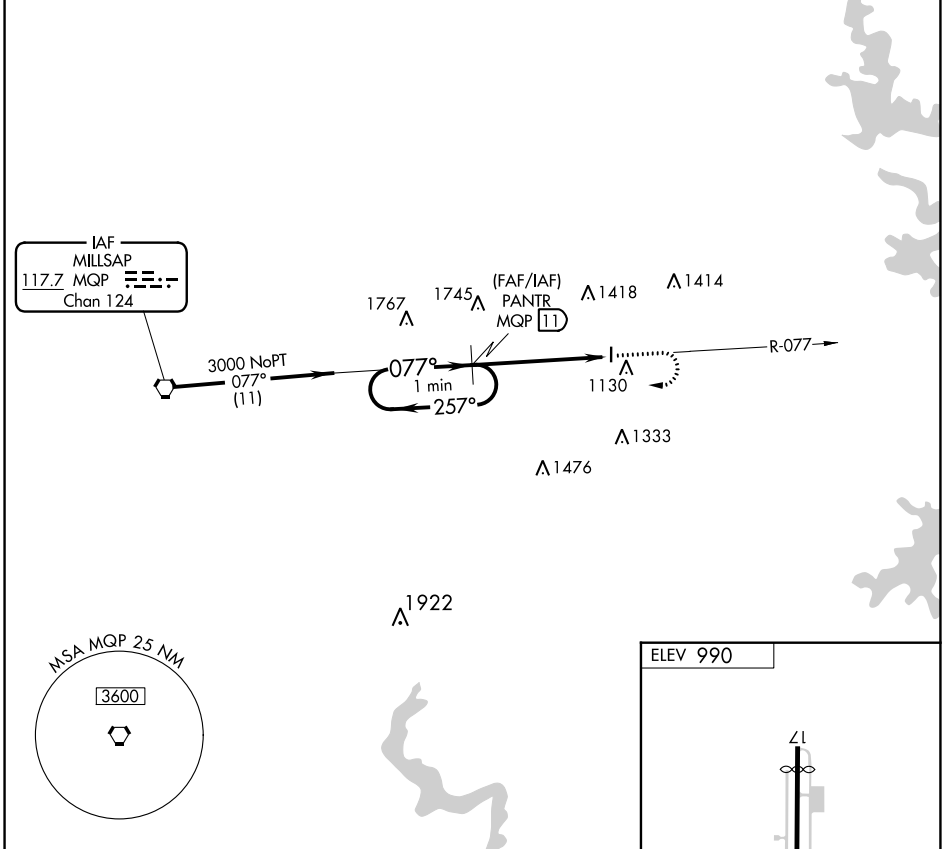 IAF
MILLSAP
117.7 MQP
Chan 124
3000 NoPT
077°
(11)
1767
1745
(FAF/IAF)
PANTR
MQP 11
1418
1414
077°
1 min
257°
1130
R-077
1333
1476
1922
MSA MQP 25 NM
3600
ELEV 990
17